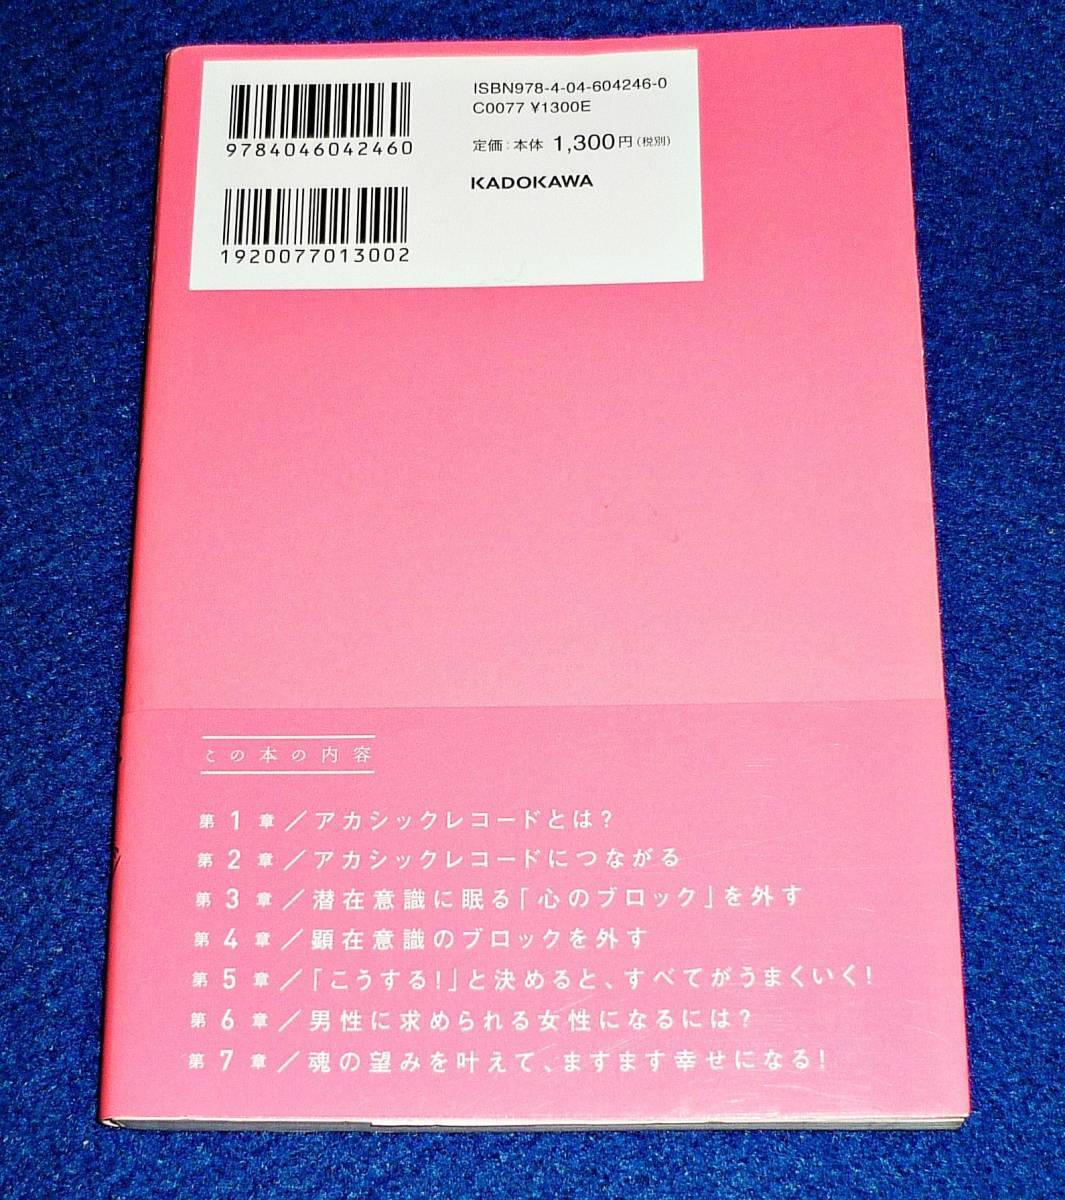 9784046042460
1920077013002
ISBN978-4-04-604246-0
C0077 ¥1300E
定価：本体 1,300円（税別）
KADOKAWA
この本の内容
第1章／アカシックレコードとは？
第2章／アカシックレコードにつながる
第3章／潜在意識に眠る「心のブロック」を外す
第4章／顕在意識のブロックを外す
第5章／「こうする！」と決めると、すべてがうまくいく！
第6章／男性に求められる女性になるには？
第7章／魂の望みを叶えて、ますます幸せになる！